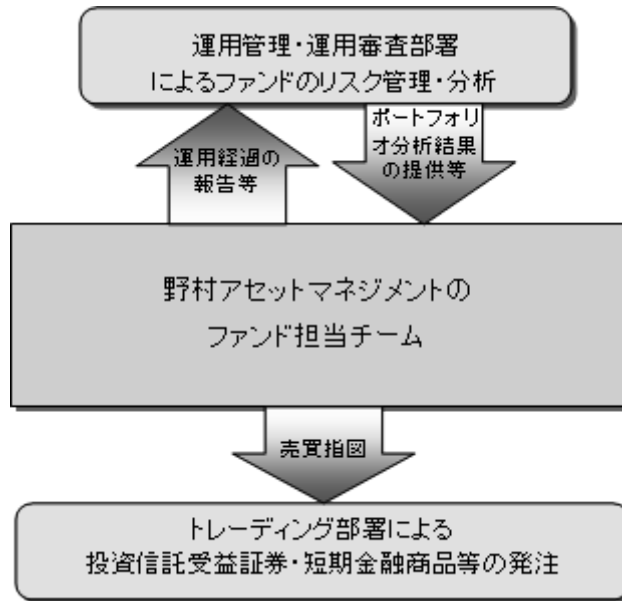 運用管理・運用審査部署
によるファンドのリスク管理・分析
運用経過の
報告等
ポートフォリ
オ分析結果
の提供等
野村アセットマネジメントの
ファンド担当チーム
売買指図
トレーディング部署による
投資信託受益証券・短期金融商品等の発注